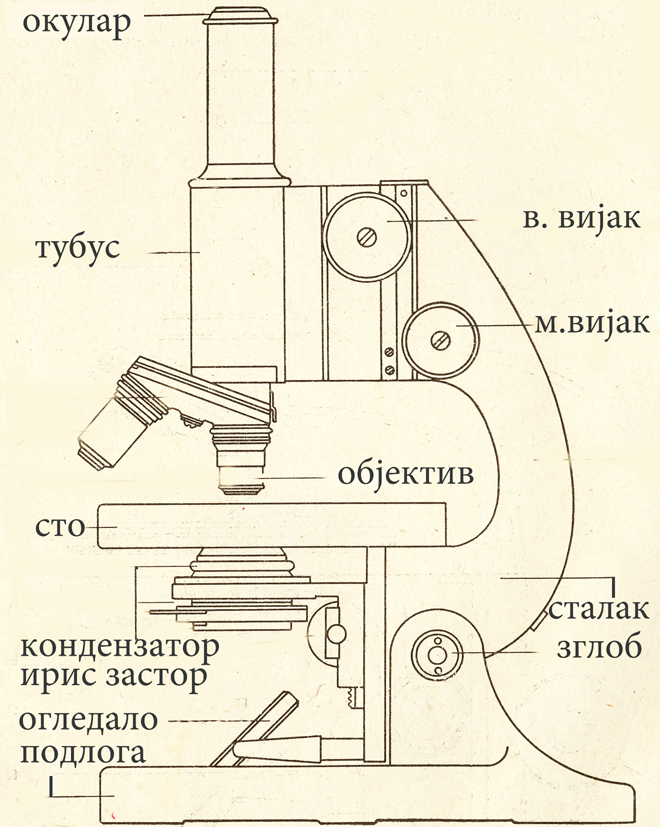 окулар
в. вијак
тубус
м.вијак
објектив
сто
сталак
зглоб
кондензатор
ирис застор
огледало
подлога